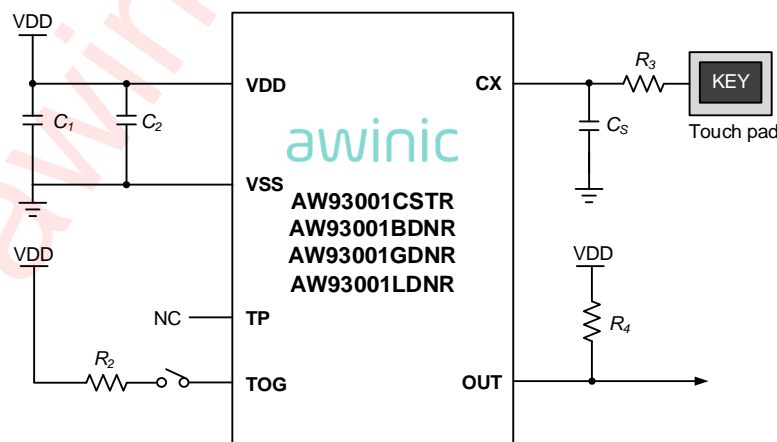 VDD
VDD
CX
R3
KEY
Touch pad
C1
C2
CS
awinic
VSS
AW93001CSTR
AW93001BDNR
AW93001GDNR
AW93001LDNR
VDD
VDD
NC
TP
R4
R2
TOG
OUT
awin